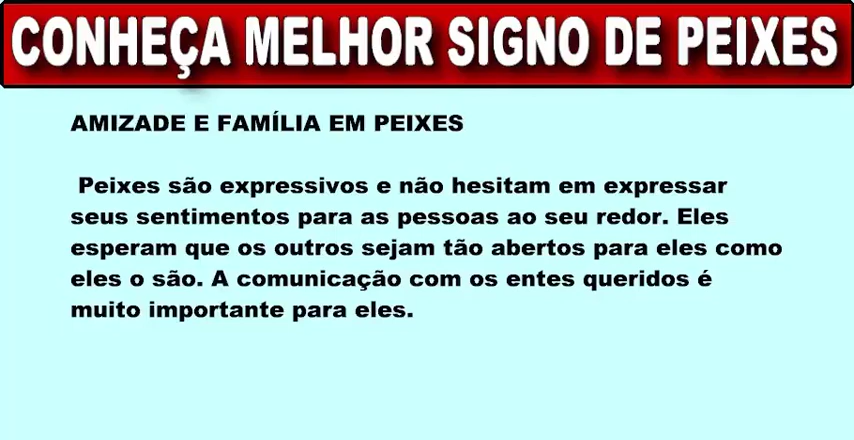 CONHEÇA MELHOR SIGNO DE PEIXES
AMIZADE E FAMÍLIA EM PEIXES
Peixes são expressivos e não hesitam em expressar
seus sentimentos para as pessoas ao seu redor. Eles
esperam que os outros sejam tão abertos para eles como
eles o são. A comunicação com os entes queridos é
muito importante para eles.